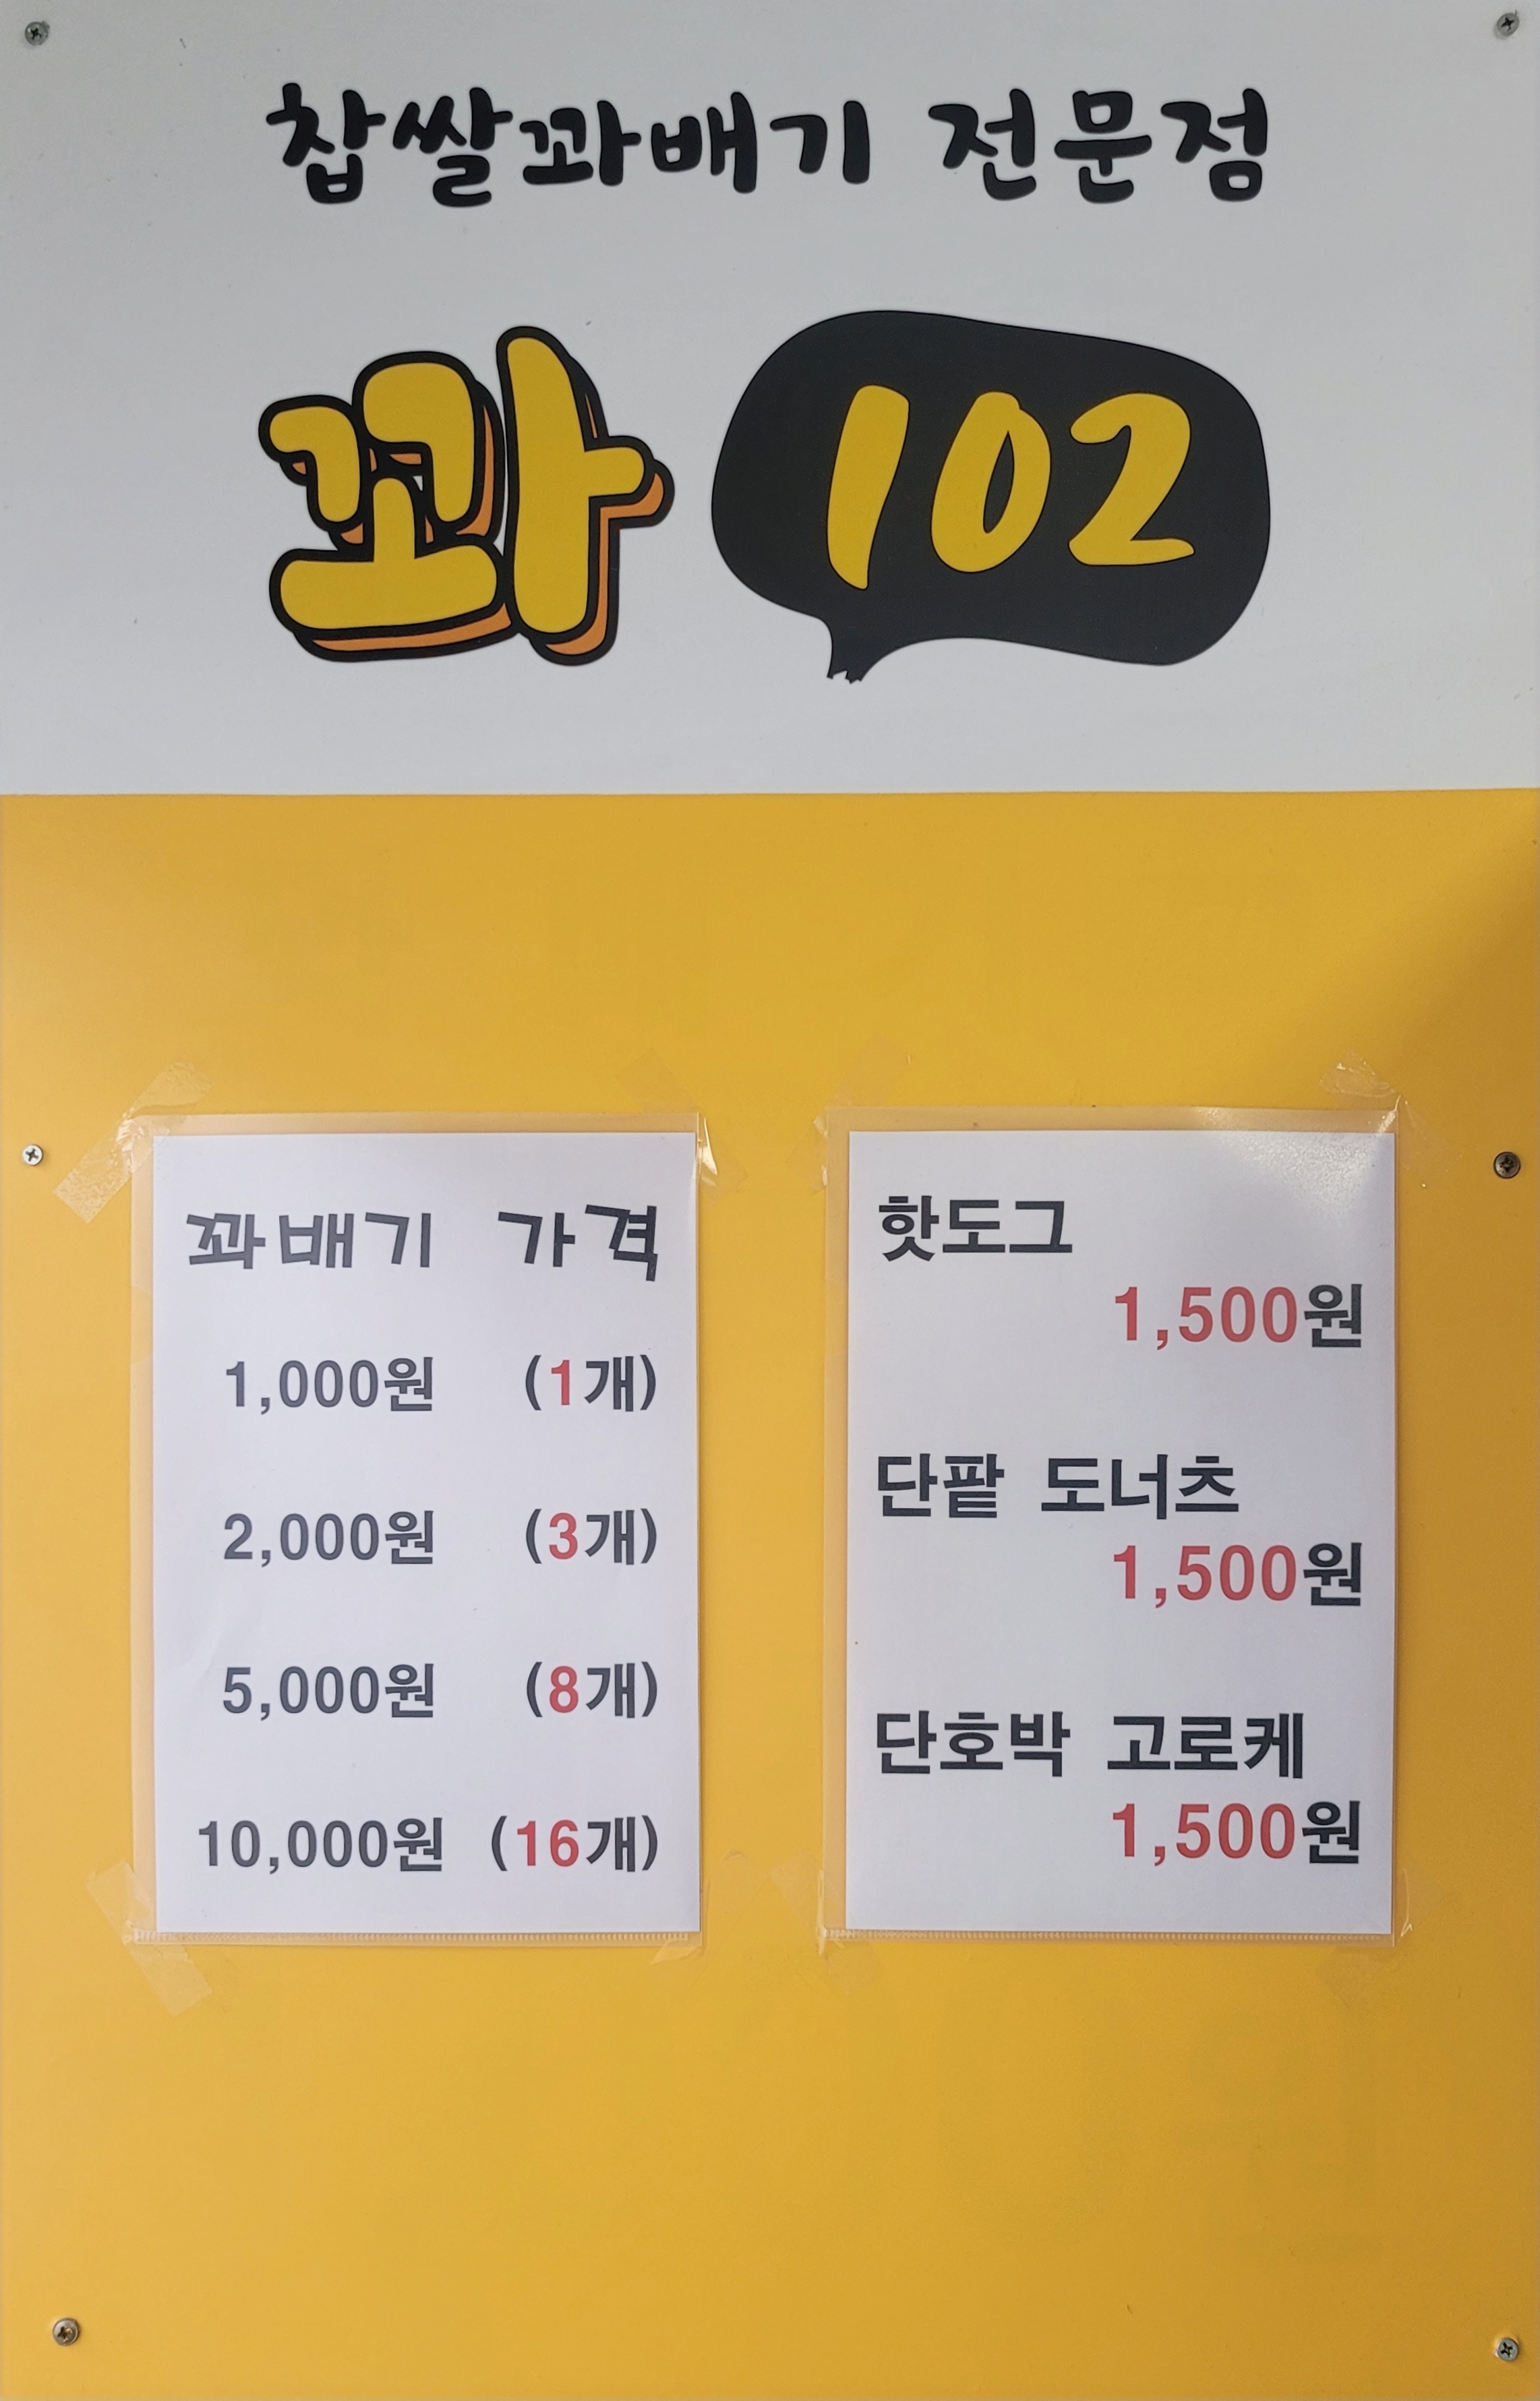 찹쌀꽈배기 전문점
꽈 102
꽈배기 가격
1,000원 (1개)
2,000원 (3개)
5,000원 (8개)
10,000원 (16개)
핫도그
1,500원
단팥 도너츠
1,500원
단호박 고로케
1,500원